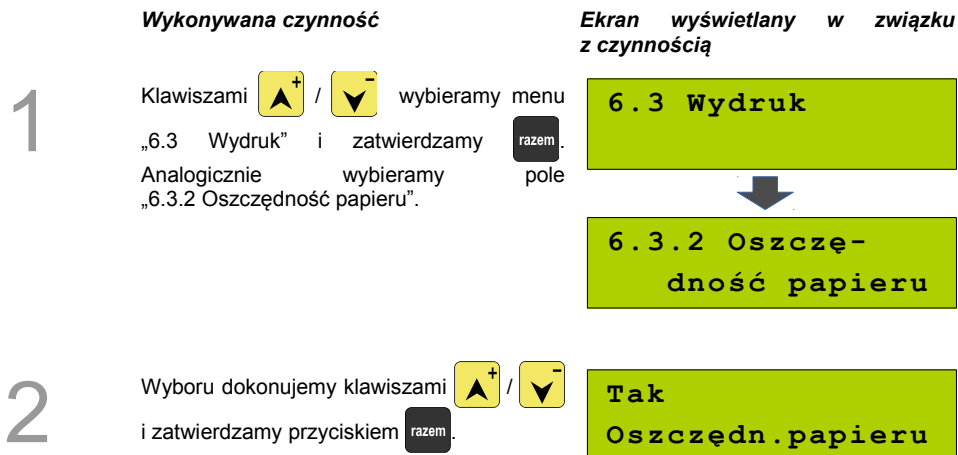 Wykonywana czynność
Ekran wyświetlany w związku
z czynnością
1
Klawiszami + / - wybieramy menu
„6.3 Wydruk” i zatwierdzamy razem.
Analogicznie wybieramy pole
„6.3.2 Oszczędność papieru”.
6.3 Wydruk
6.3.2 Oszczę-
dność papieru
2
Wyboru dokonujemy klawiszami + / -
i zatwierdzamy przyciskiem razem.
Tak
Oszczędn.papieru